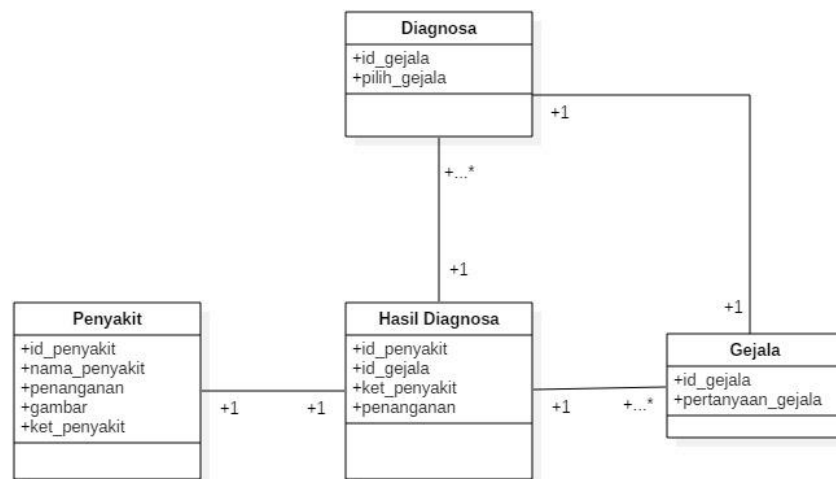 Diagnosa
+id_gejala
+pilih_gejala
+1
+...*
+1
+1
Penyakit
+id_penyakit
+nama_penyakit
+penanganan
+gambar
+ket_penyakit
+1
+1
Hasil Diagnosa
+id_penyakit
+id_gejala
+ket_penyakit
+penanganan
+1
+...*
Gejala
+id_gejala
+pertanyaan_gejala